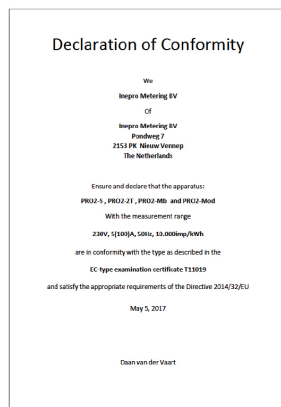 Declaration of Conformity
We
Inepro Metering BV
Of
Inepro Metering BV
Pondweg 7
2153 PK Nieuw Vennep
The Netherlands
Ensure and declare that the apparatus:
PRO2-S , PRO2-2T , PRO2-Mb and PRO2-Mod
With the measurement range
230V, 5(100)A, 50Hz, 10.000imp/kWh
are in conformity with the type as described in the
EC-type examination certificate T11019
and satisfy the appropriate requirements of the Directive 2014/32/EU
May 5, 2017
Daan van der Vaart